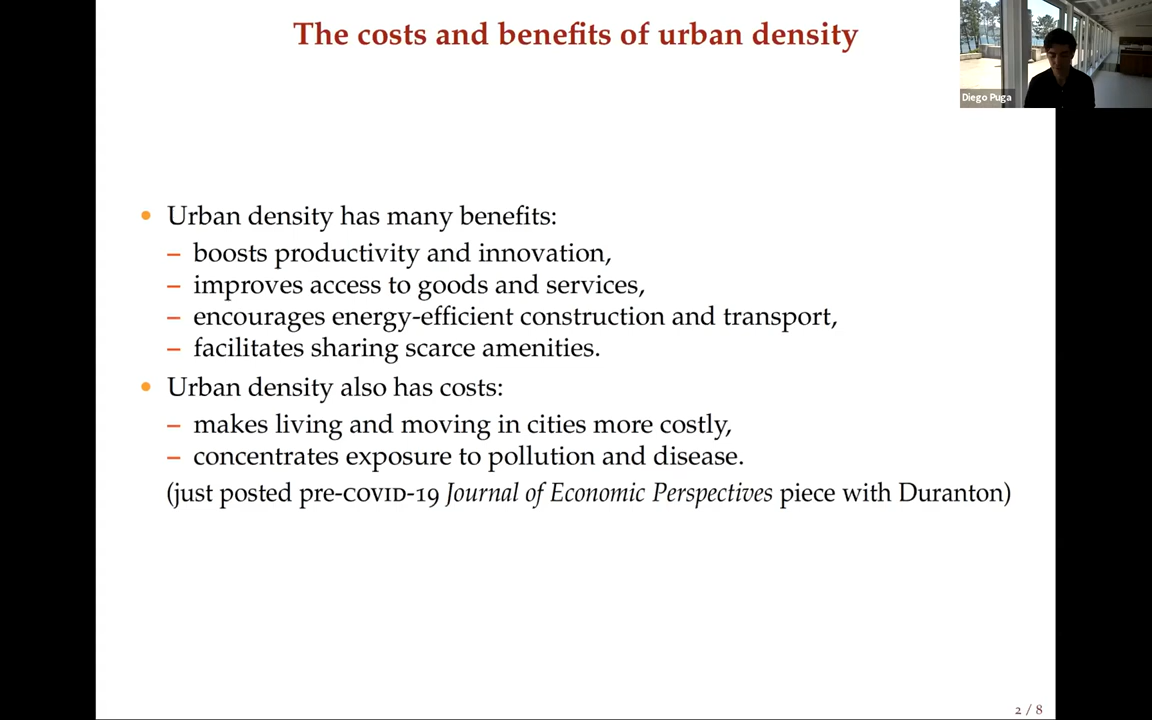 The costs and benefits of urban density
Diego Puga
• Urban density has many benefits:
– boosts productivity and innovation,
– improves access to goods and services,
– encourages energy-efficient construction and transport,
– facilitates sharing scarce amenities.
• Urban density also has costs:
– makes living and moving in cities more costly,
– concentrates exposure to pollution and disease.
(just posted pre-COVID-19 Journal of Economic Perspectives piece with Duranton)
2 / 8